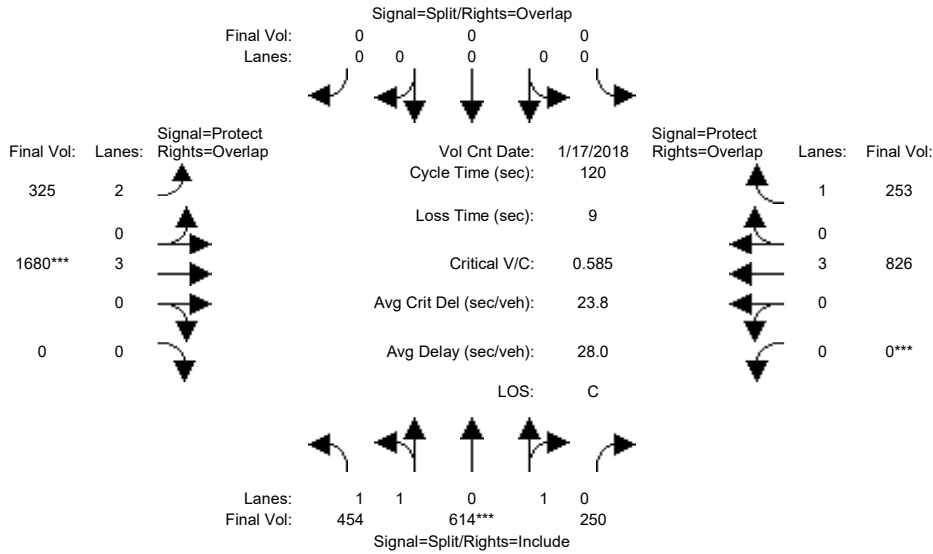 Signal=Split/Rights=Overlap
Final Vol: 0 0 0
Lanes: 0 0 0 0 0
Signal=Protect
Final Vol: Lanes: Rights=Overlap
Vol Cnt Date: 1/17/2018
Signal=Protect
Rights=Overlap Lanes: Final Vol:
Cycle Time (sec): 120
325 2
1 253
Loss Time (sec): 9
0
0
1680*** 3
Critical V/C: 0.585
3 826
0
Avg Crit Del (sec/veh): 23.8
0
0 0
Avg Delay (sec/veh): 28.0
0 0***
LOS: C
Lanes: 1 1 0 1 0
Final Vol: 454 614*** 250
Signal=Split/Rights=Include